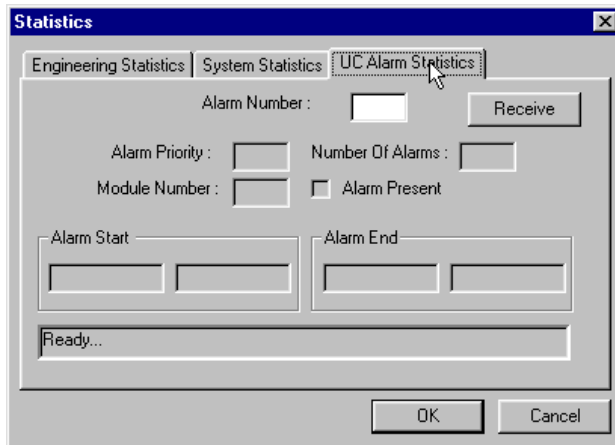 Statistics
Engineering Statistics System Statistics UC Alarm Statistics
Alarm Number :
Receive
Alarm Priority : Number Of Alarms :
Module Number : Alarm Present
Alarm Start Alarm End
Ready...
OK Cancel